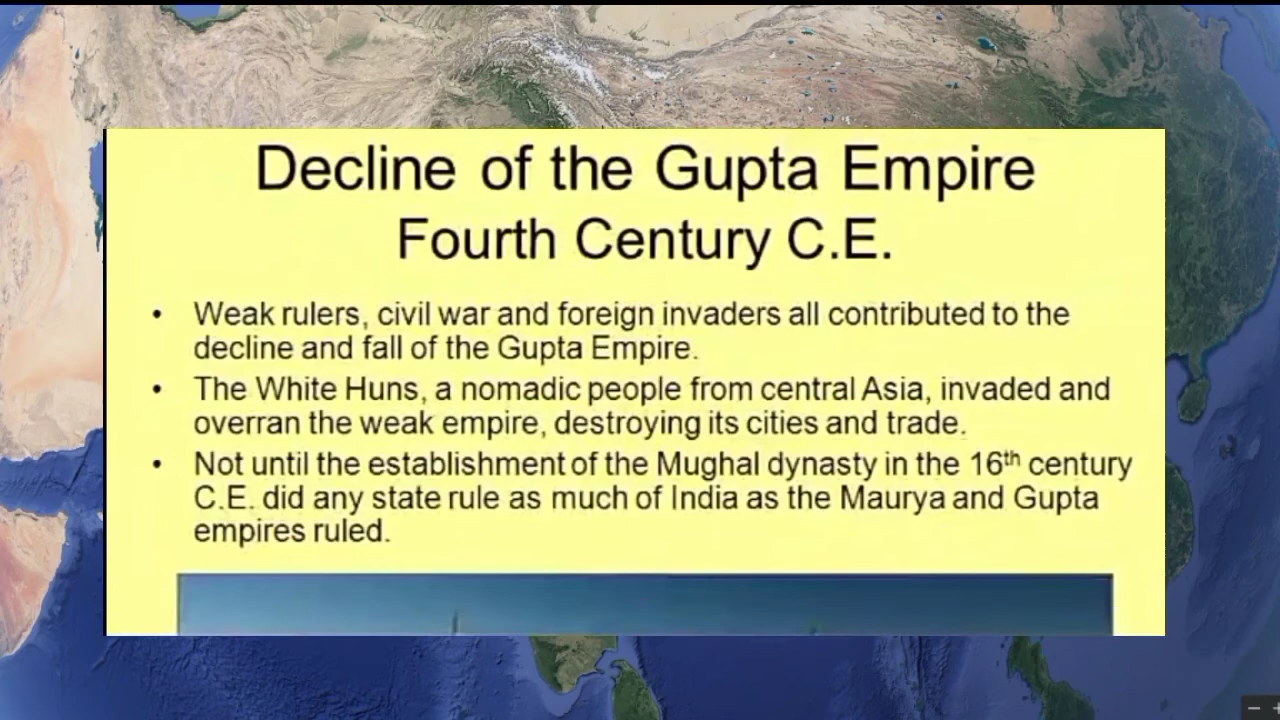 Decline of the Gupta Empire
Fourth Century C.E.
• Weak rulers, civil war and foreign invaders all contributed to the
decline and fall of the Gupta Empire.
• The White Huns, a nomadic people from central Asia, invaded and
overran the weak empire, destroying its cities and trade.
• Not until the establishment of the Mughal dynasty in the 16th century
C.E. did any state rule as much of India as the Maurya and Gupta
empires ruled.